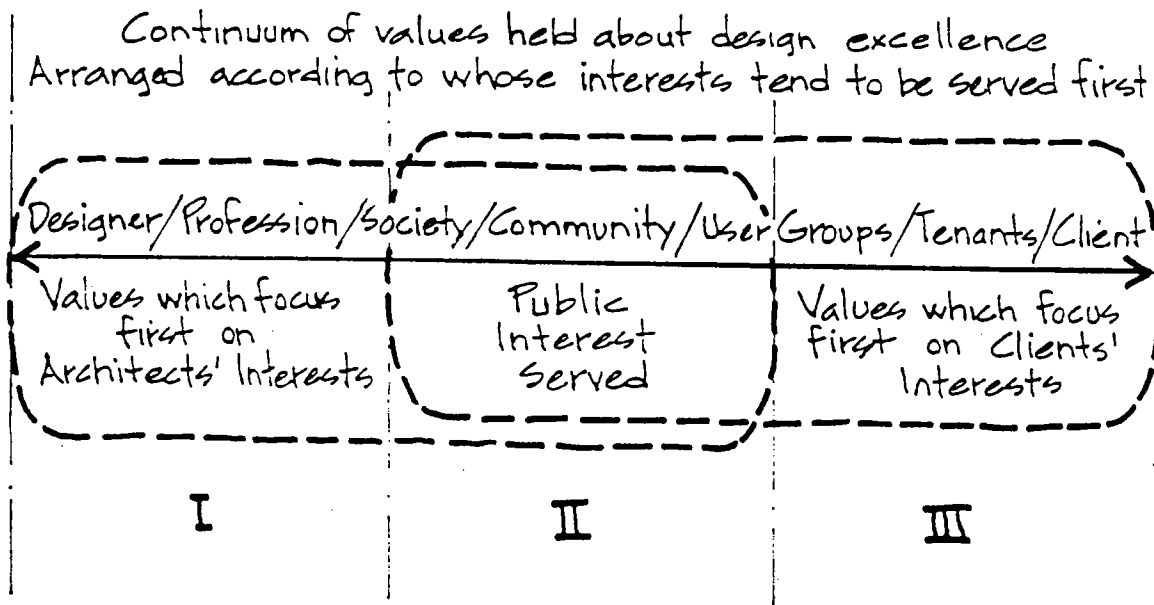 Continuum of values held about design excellence
Arranged according to whose interests tend to be served first
Designer/Profession/Society/Community/User Groups/Tenants/Client
Values which focus
first on
Architects' Interests
Public
Interest
Served
Values which focus
first on Clients'
Interests
I
II
III